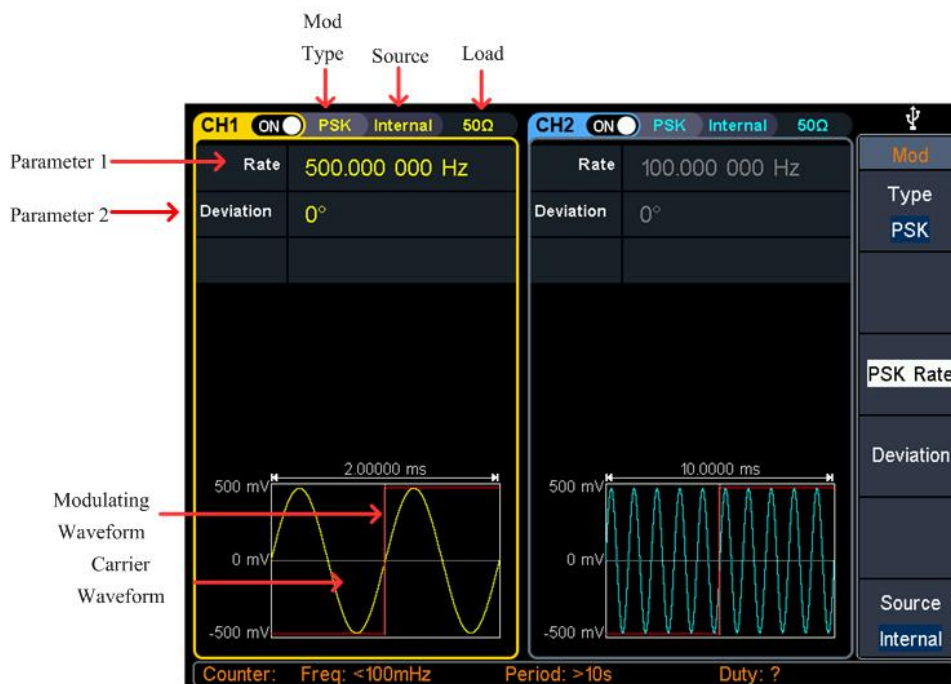 Mod
Type
Source
Load
CH1 ON PSK Internal 50Ω
CH2 ON PSK Internal 50Ω
Parameter 1
Rate 500.000 000 Hz
Rate 100.000 000 Hz
Mod
Parameter 2
Deviation 0°
Deviation 0°
Type
PSK
PSK Rate
Deviation
2.00000 ms
10.0000 ms
500 mV
500 mV
Modulating
Waveform
0 mV
0 mV
Carrier
Waveform
-500 mV
-500 mV
Source
Internal
Counter: Freq: <100mHz Period: >10s Duty: ?